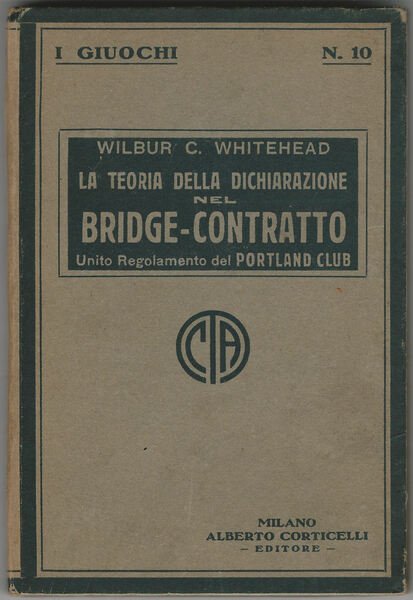 I GIUOCHI N. 10
WILBUR C. WHITEHEAD
LA TEORIA DELLA DICHIARAZIONE
NEL
BRIDGE-CONTRATTO
Unito Regolamento del PORTLAND CLUB
CTA
MILANO
ALBERTO CORTICELLI
- EDITORE -